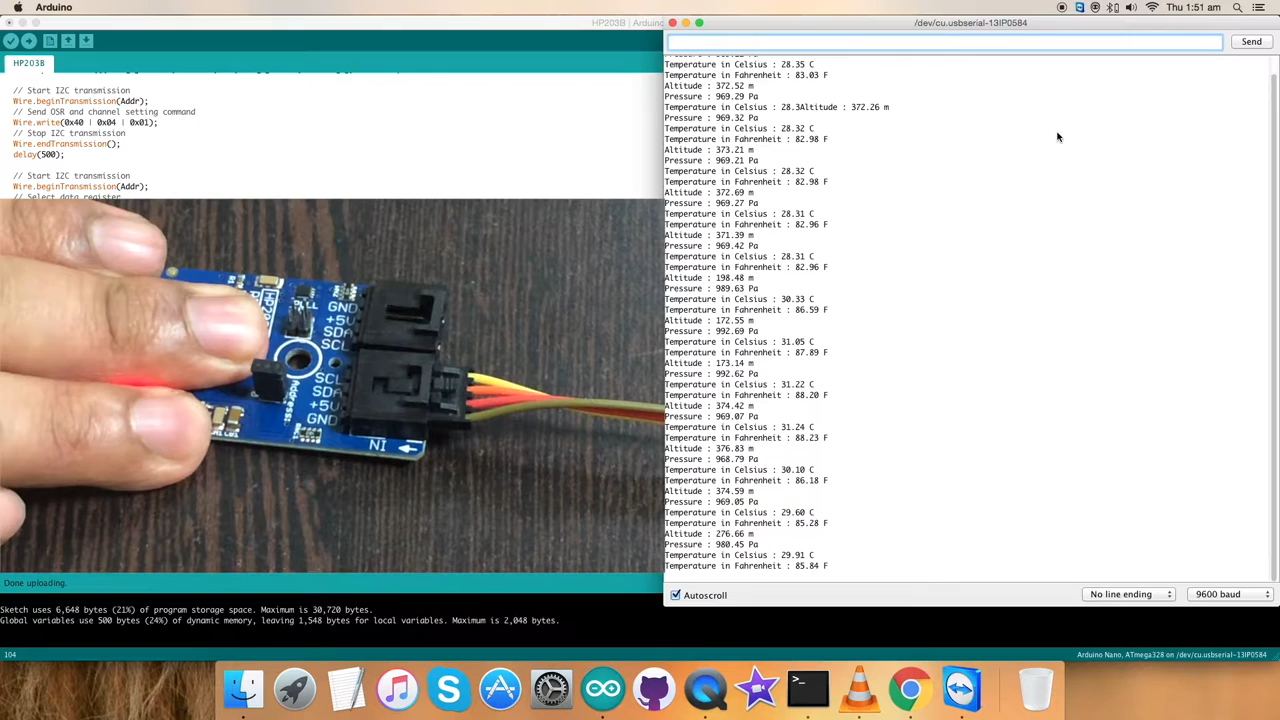 Arduino
Thu 1:51 am
HP203B | Arduino
/dev/cu.usbserial-13IP0584
Send
HP203B
// Start I2C transmission
Wire.beginTransmission(Addr);
// Send OSR and channel setting command
Wire.write(0x40 | 0x04 | 0x01);
// Stop I2C transmission
Wire.endTransmission();
delay(500);
// Start I2C transmission
Wire.beginTransmission(Addr);
// Select data register
Temperature in Celsius : 28.35 C
Temperature in Fahrenheit : 83.03 F
Altitude : 372.52 m
Pressure : 969.29 Pa
Temperature in Celsius : 28.3Altitude : 372.26 m
Pressure : 969.32 Pa
Temperature in Celsius : 28.32 C
Temperature in Fahrenheit : 82.98 F
Altitude : 373.21 m
Pressure : 969.21 Pa
Temperature in Celsius : 28.32 C
Temperature in Fahrenheit : 82.98 F
Altitude : 372.69 m
Pressure : 969.27 Pa
Temperature in Celsius : 28.31 C
Temperature in Fahrenheit : 82.96 F
Altitude : 371.39 m
Pressure : 969.42 Pa
Temperature in Celsius : 28.31 C
Temperature in Fahrenheit : 82.96 F
Altitude : 198.48 m
Pressure : 989.63 Pa
Temperature in Celsius : 30.33 C
Temperature in Fahrenheit : 86.59 F
Altitude : 172.55 m
Pressure : 992.69 Pa
Temperature in Celsius : 31.05 C
Temperature in Fahrenheit : 87.89 F
Altitude : 173.14 m
Pressure : 992.62 Pa
Temperature in Celsius : 31.22 C
Temperature in Fahrenheit : 88.20 F
Altitude : 374.42 m
Pressure : 969.07 Pa
Temperature in Celsius : 31.24 C
Temperature in Fahrenheit : 88.23 F
Altitude : 376.83 m
Pressure : 968.79 Pa
Temperature in Celsius : 30.10 C
Temperature in Fahrenheit : 86.18 F
Altitude : 374.59 m
Pressure : 969.05 Pa
Temperature in Celsius : 29.60 C
Temperature in Fahrenheit : 85.28 F
Altitude : 276.66 m
Pressure : 980.45 Pa
Temperature in Celsius : 29.91 C
Temperature in Fahrenheit : 85.84 F
GND
+5V
SDA
SCL
SCL
SDA
+5V
GND
Address:
IN
Autoscroll
No line ending
9600 baud
Done uploading.
Sketch uses 6,648 bytes (21%) of program storage space. Maximum is 30,720 bytes.
Global variables use 500 bytes (24%) of dynamic memory, leaving 1,548 bytes for local variables. Maximum is 2,048 bytes.
104
Arduino Nano, ATmega328 on /dev/cu.usbserial-13IP0584